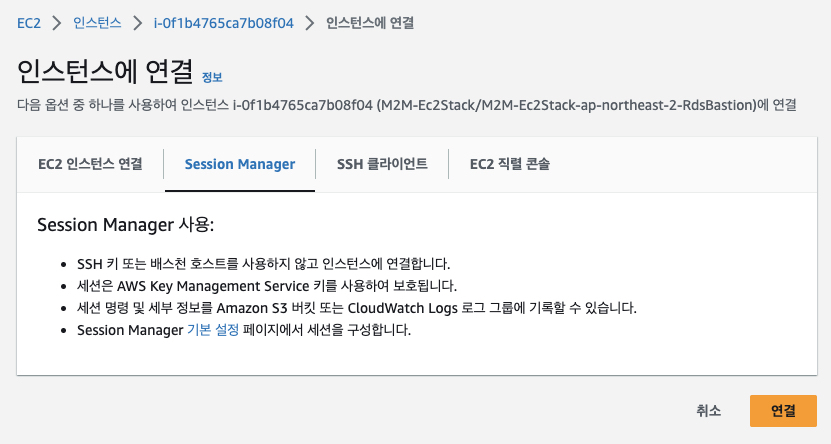 EC2 > 인스턴스 > i-0f1b4765ca7b08f04 > 인스턴스에 연결
인스턴스에 연결 정보
다음 옵션 중 하나를 사용하여 인스턴스 i-0f1b4765ca7b08f04 (M2M-Ec2Stack/M2M-Ec2Stack-ap-northeast-2-RdsBastion)에 연결
EC2 인스턴스 연결 Session Manager SSH 클라이언트 EC2 직렬 콘솔
Session Manager 사용:
• SSH 키 또는 배스천 호스트를 사용하지 않고 인스턴스에 연결합니다.
• 세션은 AWS Key Management Service 키를 사용하여 보호됩니다.
• 세션 명령 및 세부 정보를 Amazon S3 버킷 또는 CloudWatch Logs 로그 그룹에 기록할 수 있습니다.
• Session Manager 기본 설정 페이지에서 세션을 구성합니다.
취소 연결